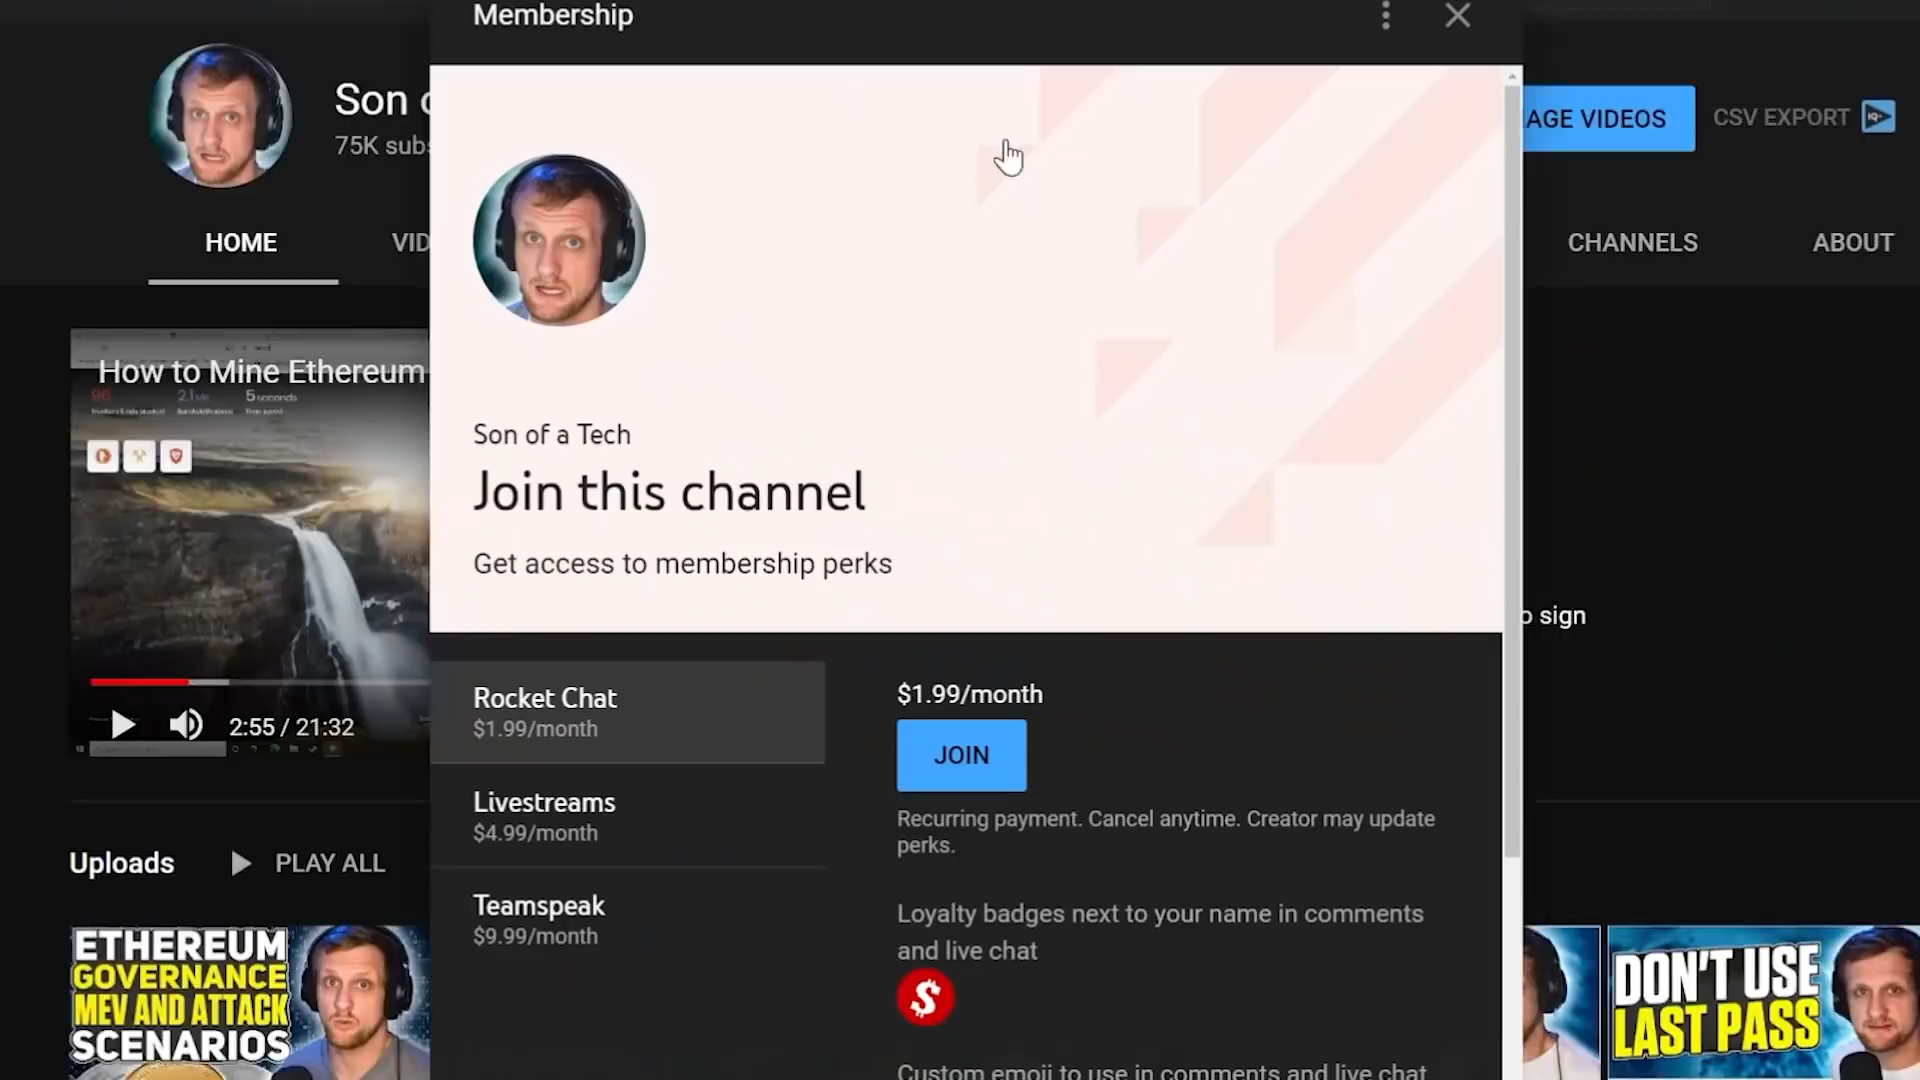 Membership
Son
75K subs
AGE VIDEOS
CSV EXPORT
HOME
VID
CHANNELS
ABOUT
How to Mine Ethereum
96
5 seconds
2:55 / 21:32
Son of a Tech
Join this channel
Get access to membership perks
sign
Rocket Chat
$1.99/month
Livestreams
$4.99/month
Teamspeak
$9.99/month
$1.99/month
JOIN
Recurring payment. Cancel anytime. Creator may update
perks.
Loyalty badges next to your name in comments
and live chat
$
Custom emoji to use in comments and live chat
Uploads
PLAY ALL
ETHEREUM
GOVERNANCE
MEV AND ATTACK
SCENARIOS
DON'T USE
LAST PASS